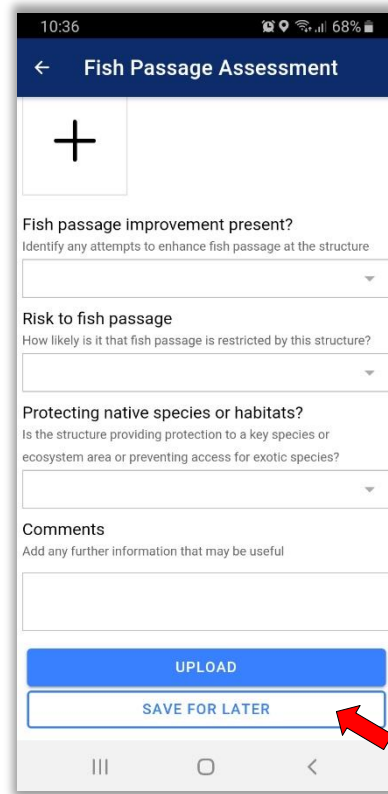 10:36 68%
Fish Passage Assessment
Fish passage improvement present?
Identify any attempts to enhance fish passage at the structure
Risk to fish passage
How likely is it that fish passage is restricted by this structure?
Protecting native species or habitats?
Is the structure providing protection to a key species or
ecosystem area or preventing access for exotic species?
Comments
Add any further information that may be useful
UPLOAD
SAVE FOR LATER